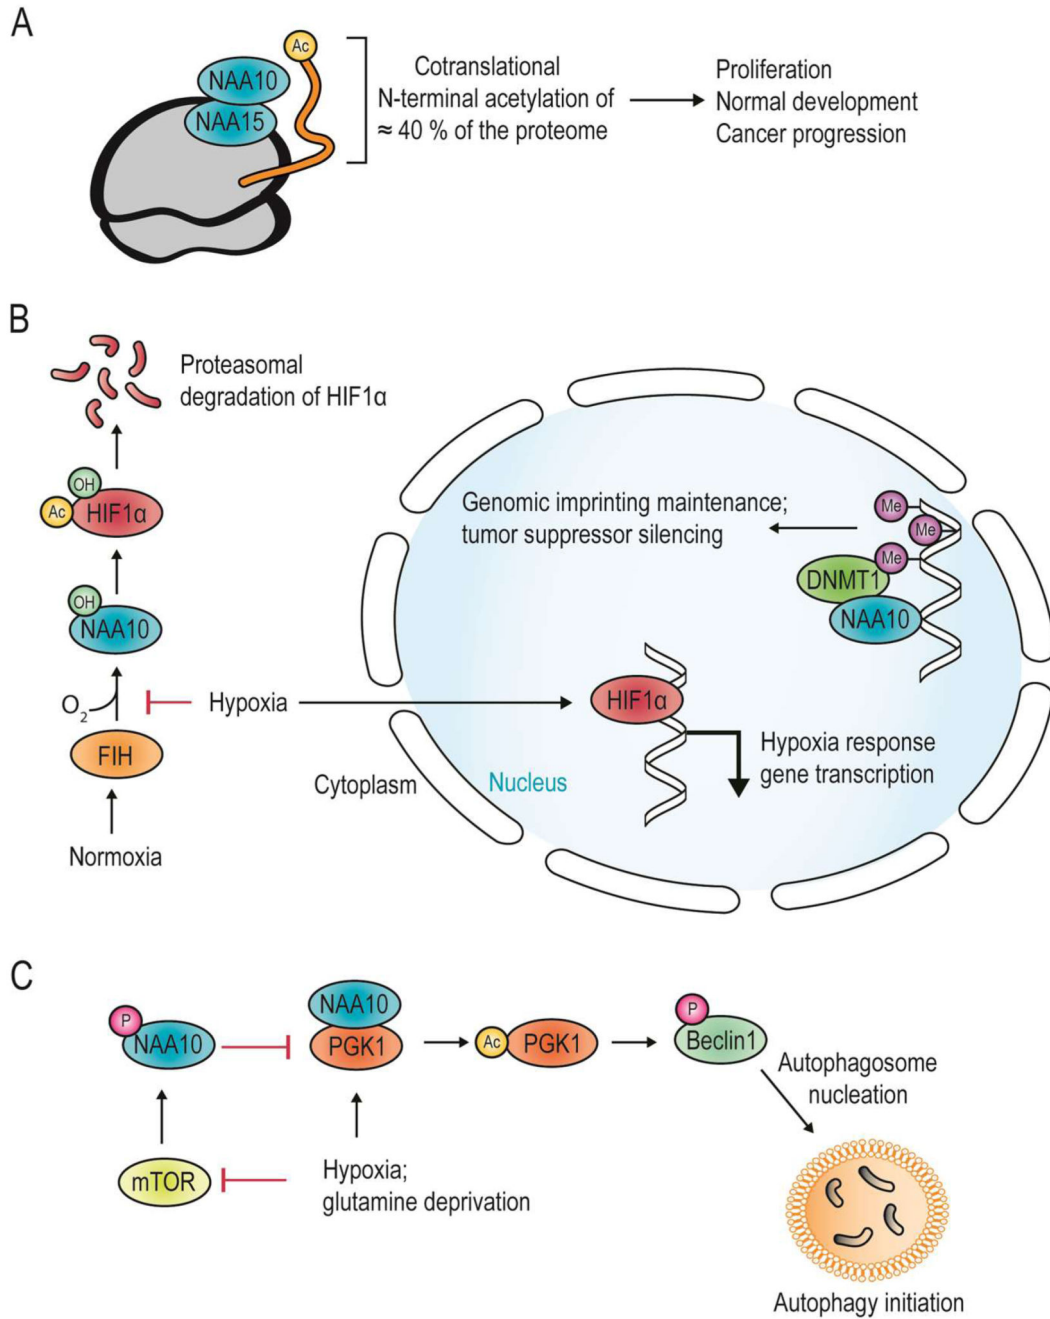 A
Ac
NAA10
NAA15
Cotranslational
N-terminal acetylation of
≈ 40 % of the proteome
Proliferation
Normal development
Cancer progression
B
Proteasomal
degradation of HIF1α
OH
Ac
HIF1α
OH
NAA10
O2
Hypoxia
FIH
Normoxia
Cytoplasm
Nucleus
Genomic imprinting maintenance;
tumor suppressor silencing
Me
Me
Me
DNMT1
NAA10
HIF1α
Hypoxia response
gene transcription
C
P
NAA10
NAA10
PGK1
Ac
PGK1
P
Beclin1
Autophagosome
nucleation
mTOR
Hypoxia;
glutamine deprivation
Autophagy initiation